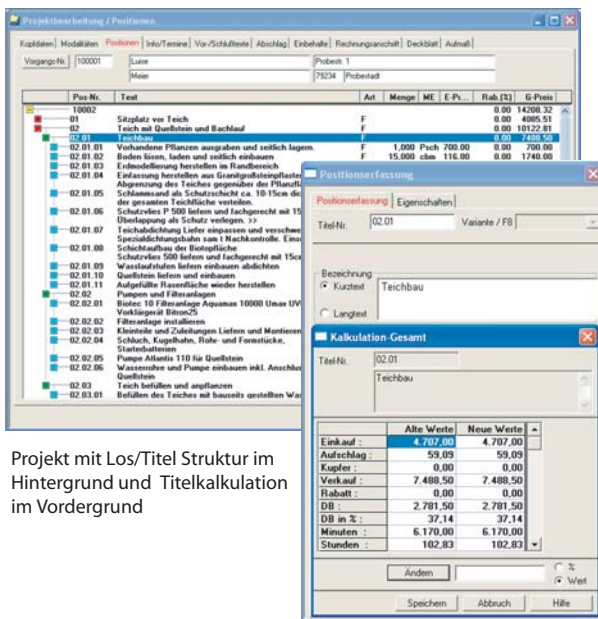 Projektbearbeitung / Positionen
Kopfdaten Modalitäten Positionen Info/Termine Vor-/Schlußtexte Abschlag Einbehalte Rechnungsanschrift Deckblatt Aufmaß
Vorgangs-Nr. 100001 Luise Probestr. 1
Meier 79234 Probestadt
Pos-Nr. Text Art Menge ME E-Pr... Rab.(%) G-Preis
10002 0.00 14208.32
01 Sitzplatz vor Teich F 0.00 4085.51
02 Teich mit Quellstein und Bachlauf F 0.00 10122.81
02.01 Teichbau F 0.00 7488.50
02.01.01 Vorhandene Pflanzen ausgraben und seitlich lagern. F 1,000 Psch 700.00 0.00 700.00
02.01.02 Boden lösen, laden und seitlich einbauen F 15,000 cbm 116.00 0.00 1740.00
02.01.03 Erdmodellierung herstellen im Randbereich
02.01.04 Einfassung herstellen aus Granitgroßsteinpflaster
Abgrenzung des Teiches gegenüber der Pflanzfl
02.01.05 Schlammsand als Schutzschicht ca. 10-15cm dic
der gesamten Teichfläche verteilen.
02.01.06 Schutzvlies P 500 liefern und fachgerecht mit 15
Überlappung als Schutz verlegen. >>
02.01.07 Teichabdichtung Liefer einpassen und verschwe
Spezialdichtungsbahn samt Nachkontrolle. Eins
02.01.08 Schichtaufbau der Biotopfläche
Schutzvlies 500 liefern und fachgerecht mit 15c
02.01.09 Wasslaufstufen liefern einbauen abdichten
02.01.10 Quellstein liefern und einbauen
02.01.11 Aufgefüllte Rasenfläche wieder herstellen
02.02 Pumpen und Filteranlagen
02.02.01 Biotec 10 Filteranlage Aquamax 10000 Umax UV
Vorklärgerät Bitron25
02.02.02 Filteranlage installieren
02.02.03 Kleinteile und Zuleitungen Liefern und Montieren
02.02.04 Schluch, Kugelhahn, Rohr- und Formstücke,
Starterbatterien
02.02.05 Pumpe Atlantis 110 für Quellstein
02.02.06 Wasserrohre und Pumpe einbauen inkl. Anschlus
Quellstein
02.03 Teich befüllen und anpflanzen
02.03.01 Befüllen des Teiches mit bauseits gestellten Was
Positionserfassung
Positionserfassung Eigenschaften
Titel-Nr. 02.01 Variante / F8
Bezeichnung
Kurztext Teichbau
Langtext
Kalkulation-Gesamt
Titel-Nr. 02.01
Teichbau
Alte Werte Neue Werte
Einkauf : 4.707,00 4.707,00
Aufschlag : 59,09 59,09
Kupfer : 0,00 0,00
Verkauf : 7.488,50 7.488,50
Rabatt : 0,00 0,00
DB : 2.781,50 2.781,50
DB in % : 37,14 37,14
Minuten : 6.170,00 6.170,00
Stunden : 102,83 102,83
Ändern %
Wert
Speichern Abbruch Hilfe
Projekt mit Los/Titel Struktur im
Hintergrund und Titelkalkulation
im Vordergrund